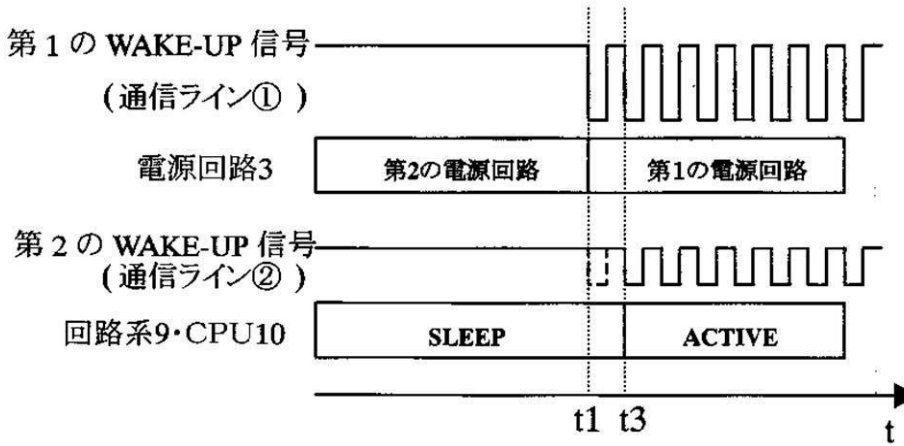 第1の WAKE-UP 信号
(通信ライン①)
電源回路3
第2の電源回路
第1の電源回路
第2の WAKE-UP 信号
(通信ライン②)
回路系9・CPU10
SLEEP
ACTIVE
t1
t3
t